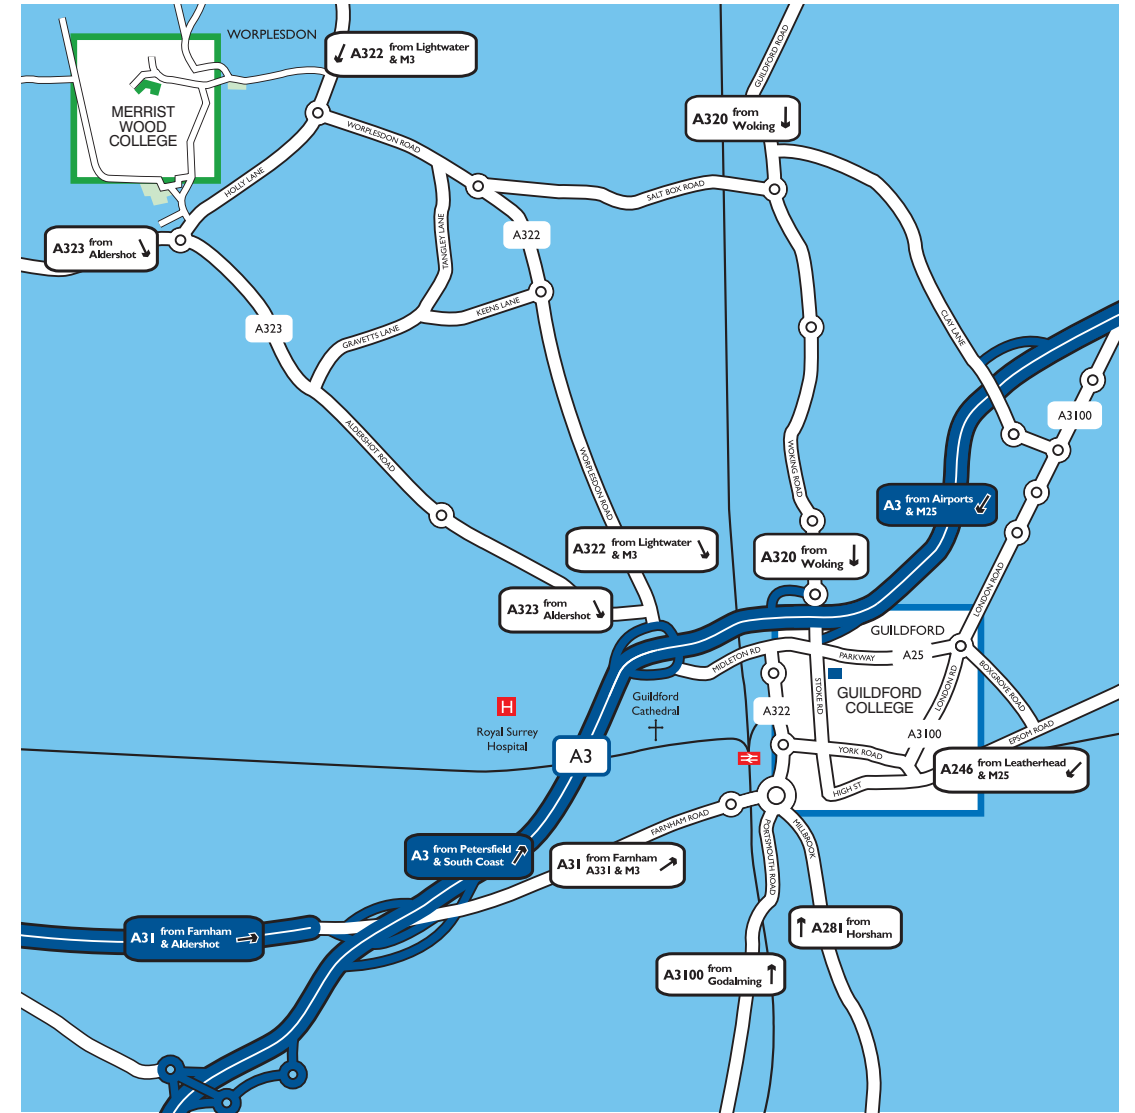 WORPLESDON
A322 from Lightwater
& M3
GUILDFORD ROAD
MERRIST
WOOD
COLLEGE
A320 from
Woking
WORPLESDON ROAD
HOLLY LANE
SALT BOX ROAD
TANGLEY LANE
A322
A323 from
Aldershot
KEENS LANE
A323
GRAVETTS LANE
CLAY LANE
A3100
ALDERSHOT ROAD
WORPLESDON ROAD
WOKING ROAD
A3 from Airports
& M25
A322 from Lightwater
& M3
A320 from
Woking
A323 from
Aldershot
LONDON ROAD
GUILDFORD
MIDLETON RD
PARKWAY
A25
BOXGROVE ROAD
STOKE RD
GUILDFORD
COLLEGE
LONDON RD
Guildford
Cathedral
H
Royal Surrey
Hospital
A322
A3100
EPSOM ROAD
YORK ROAD
A3
A246 from Leatherhead
& M25
HIGH ST
FARNHAM ROAD
PORTSMOUTH ROAD
MILLBROOK
A3 from Petersfield
& South Coast
A31 from Farnham
A331 & M3
A31 from Farnham
& Aldershot
A281 from
Horsham
A3100 from
Godalming